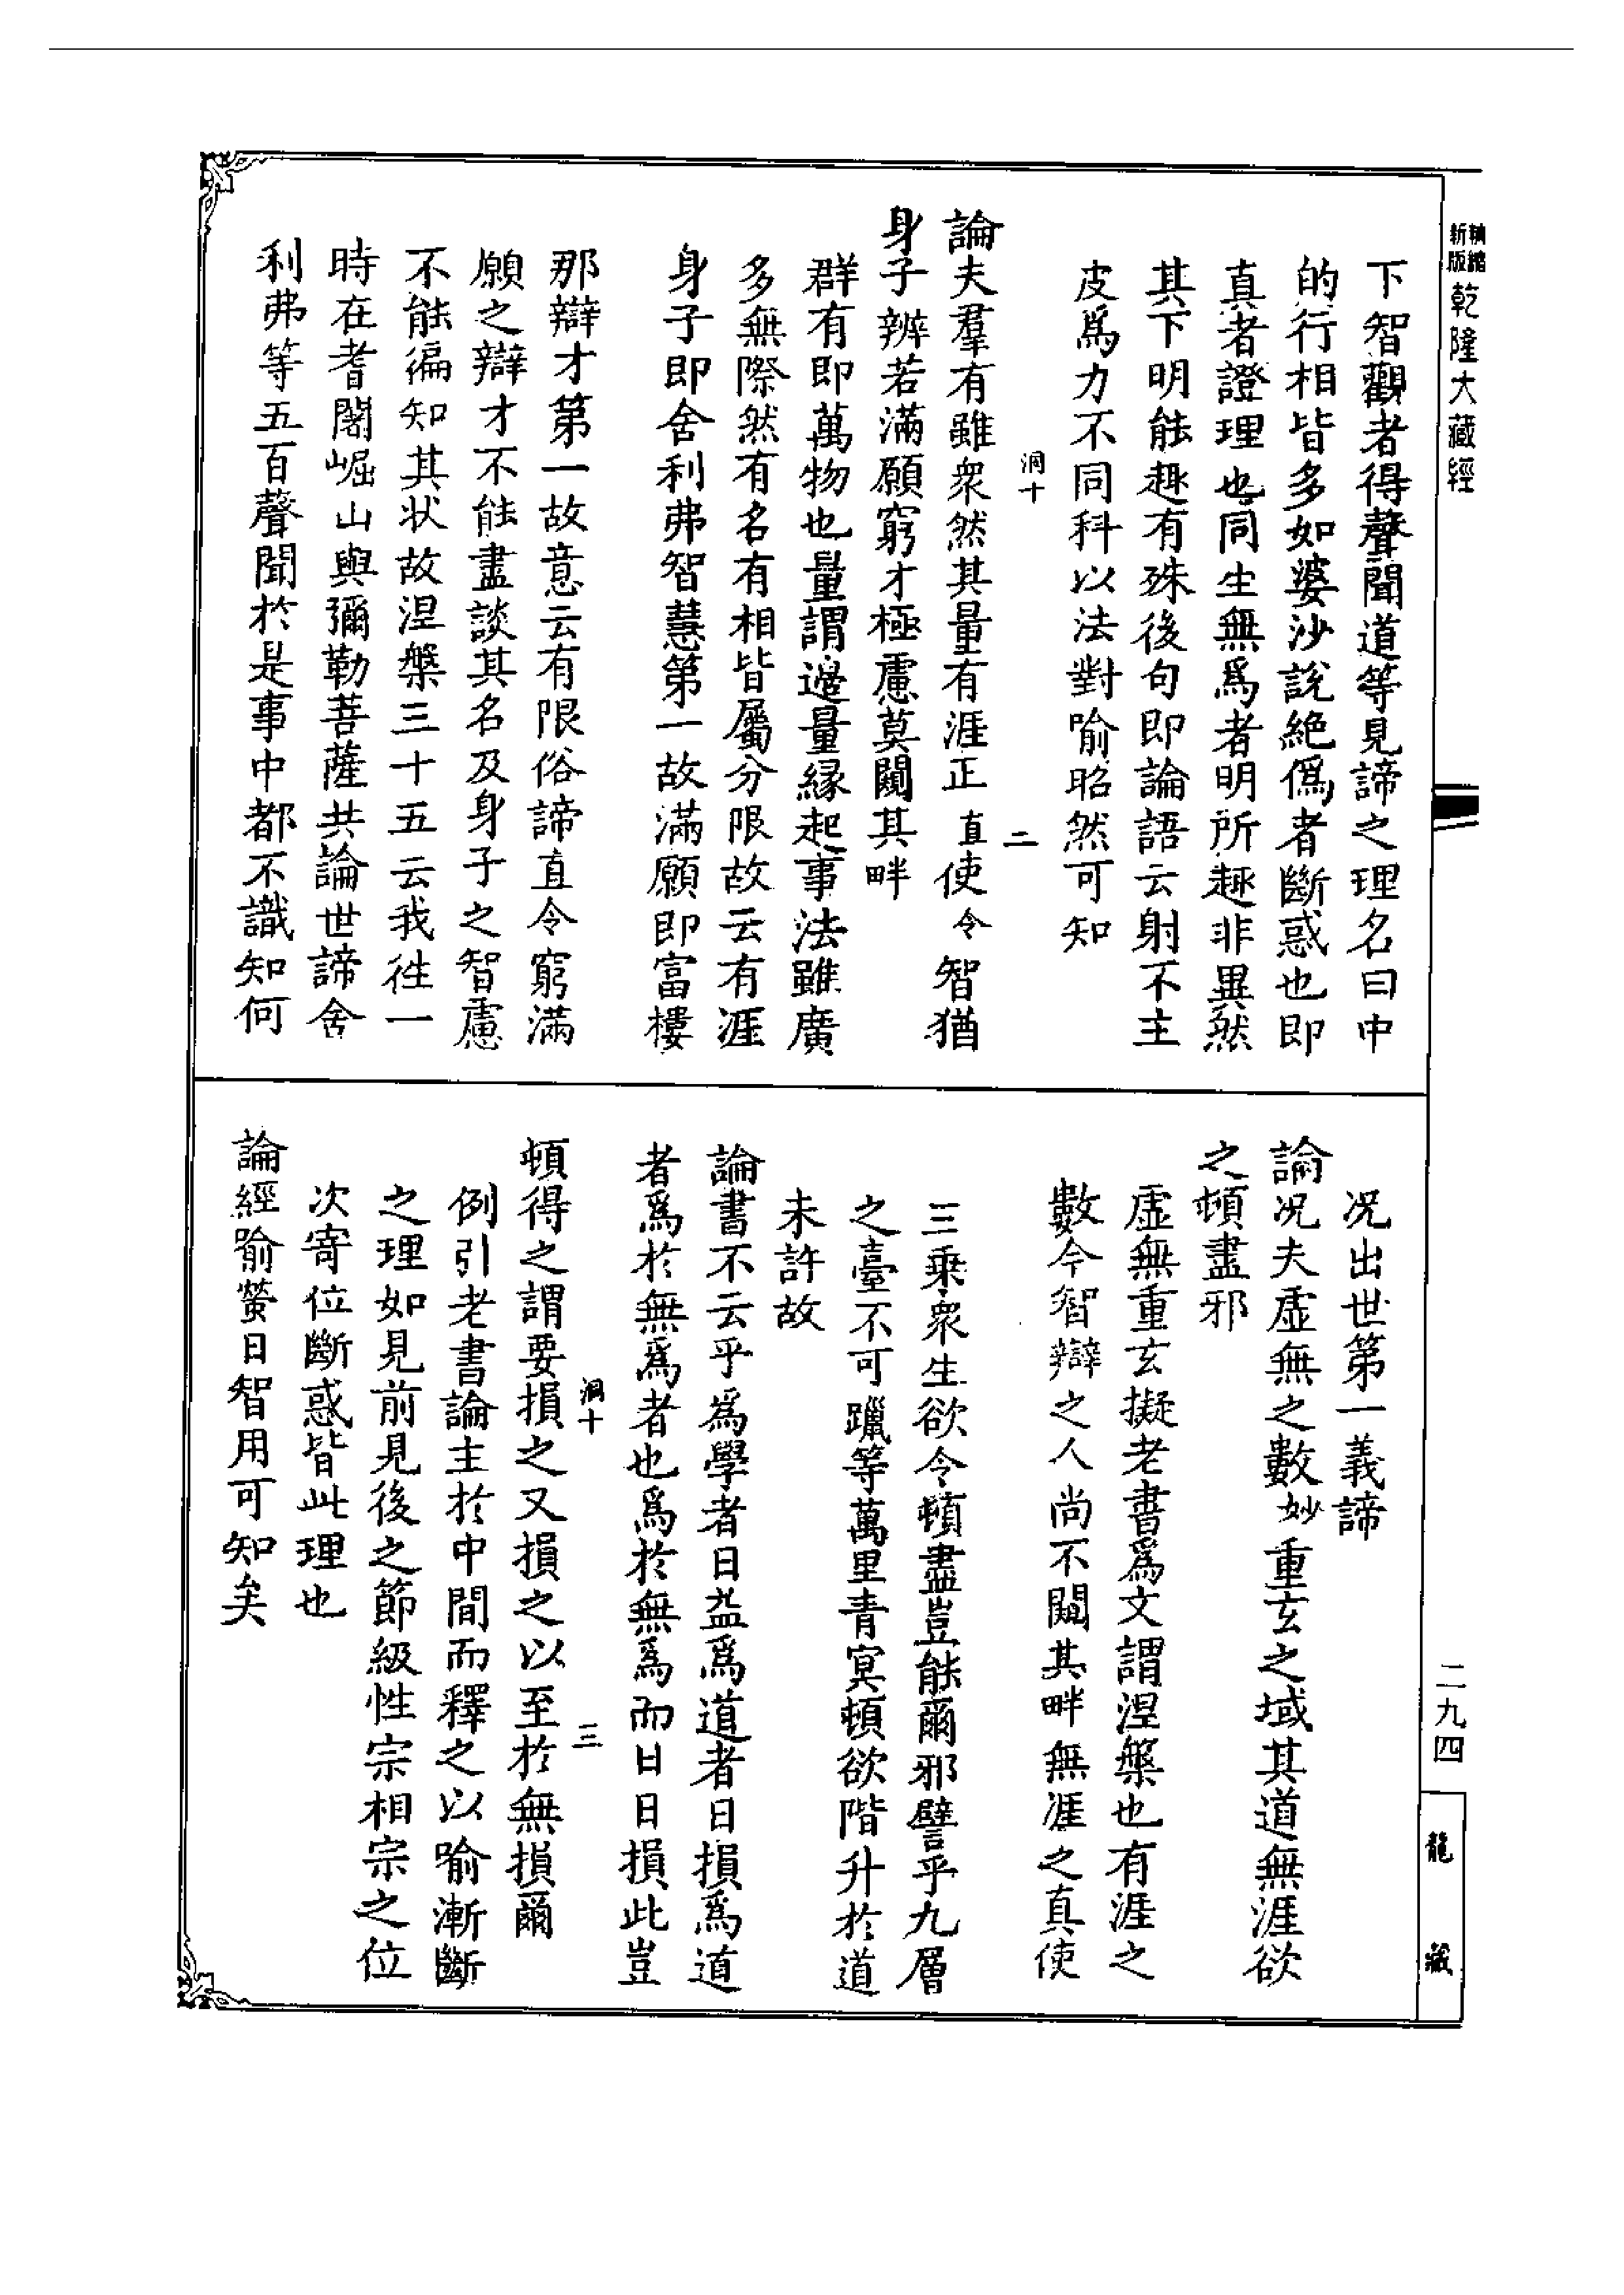 新版
精縮
乾隆大藏經
下智觀者得聲聞道等見諦之理名曰中
的行相皆多如婆沙說絕僞者斷惑也即
真者證理也同生無爲者明所趣非異然
其下明能趣有殊後句即論語云射不主
皮爲力不同科以法對喻昭然可知
洞十
二
論夫羣有雖衆然其量有涯正直使令智猶
身子辨若滿願窮才極慮莫闚其畔
群有即萬物也量謂邊量緣起事法雖廣
多無際然有名有相皆屬分限故云有涯
身子即舍利弗智慧第一故滿願即富樓
那辯才第一故意云有限俗諦直令窮滿
願之辯才不能盡談其名及身子之智慮
不能徧知其狀故涅槃三十五云我徃一
時在耆闍崛山與彌勒菩薩共論世諦舍
利弗等五百聲聞於是事中都不識知何
况出世第一義諦
論况夫虛無之數妙重玄之域其道無涯欲
之頓盡邪
虛無重玄擬老書爲文謂涅槃也有涯之
數今智辯之人尚不闚其畔無涯之真使
三乘衆生欲令頓盡豈能爾邪譬乎九層
之臺不可躐等萬里青冥頓欲階升於道
未許故
論書不云乎爲學者日益爲道者日損爲道
者爲於無爲者也爲於無爲而日日損此豈
洞十
三
頓得之謂要損之又損之以至於無損爾
例引老書論主於中間而釋之以喻漸斷
之理如見前見後之節級性宗相宗之位
次寄位斷惑皆此理也
論經喻螢日智用可知矣
二九四
龍藏